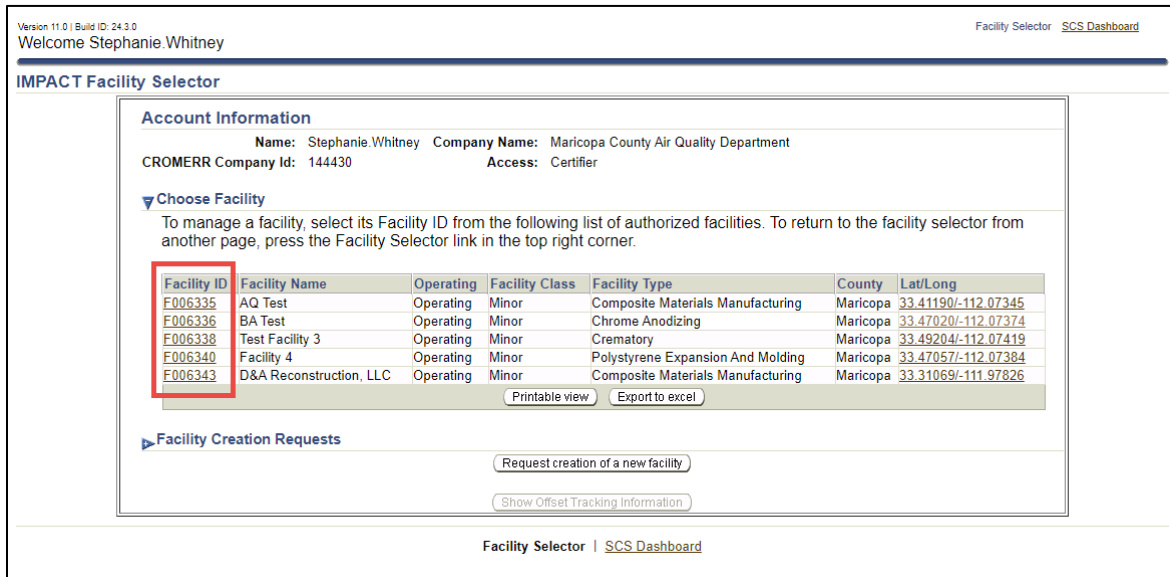 Version 11.0 | Build ID: 24.3.0
Facility Selector SCS Dashboard
Welcome Stephanie.Whitney
IMPACT Facility Selector
Account Information
Name: Stephanie.Whitney Company Name: Maricopa County Air Quality Department
CROMERR Company Id: 144430 Access: Certifier
Choose Facility
To manage a facility, select its Facility ID from the following list of authorized facilities. To return to the facility selector from
another page, press the Facility Selector link in the top right corner.
Facility ID Facility Name Operating Facility Class Facility Type County Lat/Long
F006335 AQ Test Operating Minor Composite Materials Manufacturing Maricopa 33.41190/-112.07345
F006336 BA Test Operating Minor Chrome Anodizing Maricopa 33.47020/-112.07374
F006338 Test Facility 3 Operating Minor Crematory Maricopa 33.49204/-112.07419
F006340 Facility 4 Operating Minor Polystyrene Expansion And Molding Maricopa 33.47057/-112.07384
F006343 D&A Reconstruction, LLC Operating Minor Composite Materials Manufacturing Maricopa 33.31069/-111.97826
Printable view Export to excel
Facility Creation Requests
Request creation of a new facility
Show Offset Tracking Information
Facility Selector | SCS Dashboard